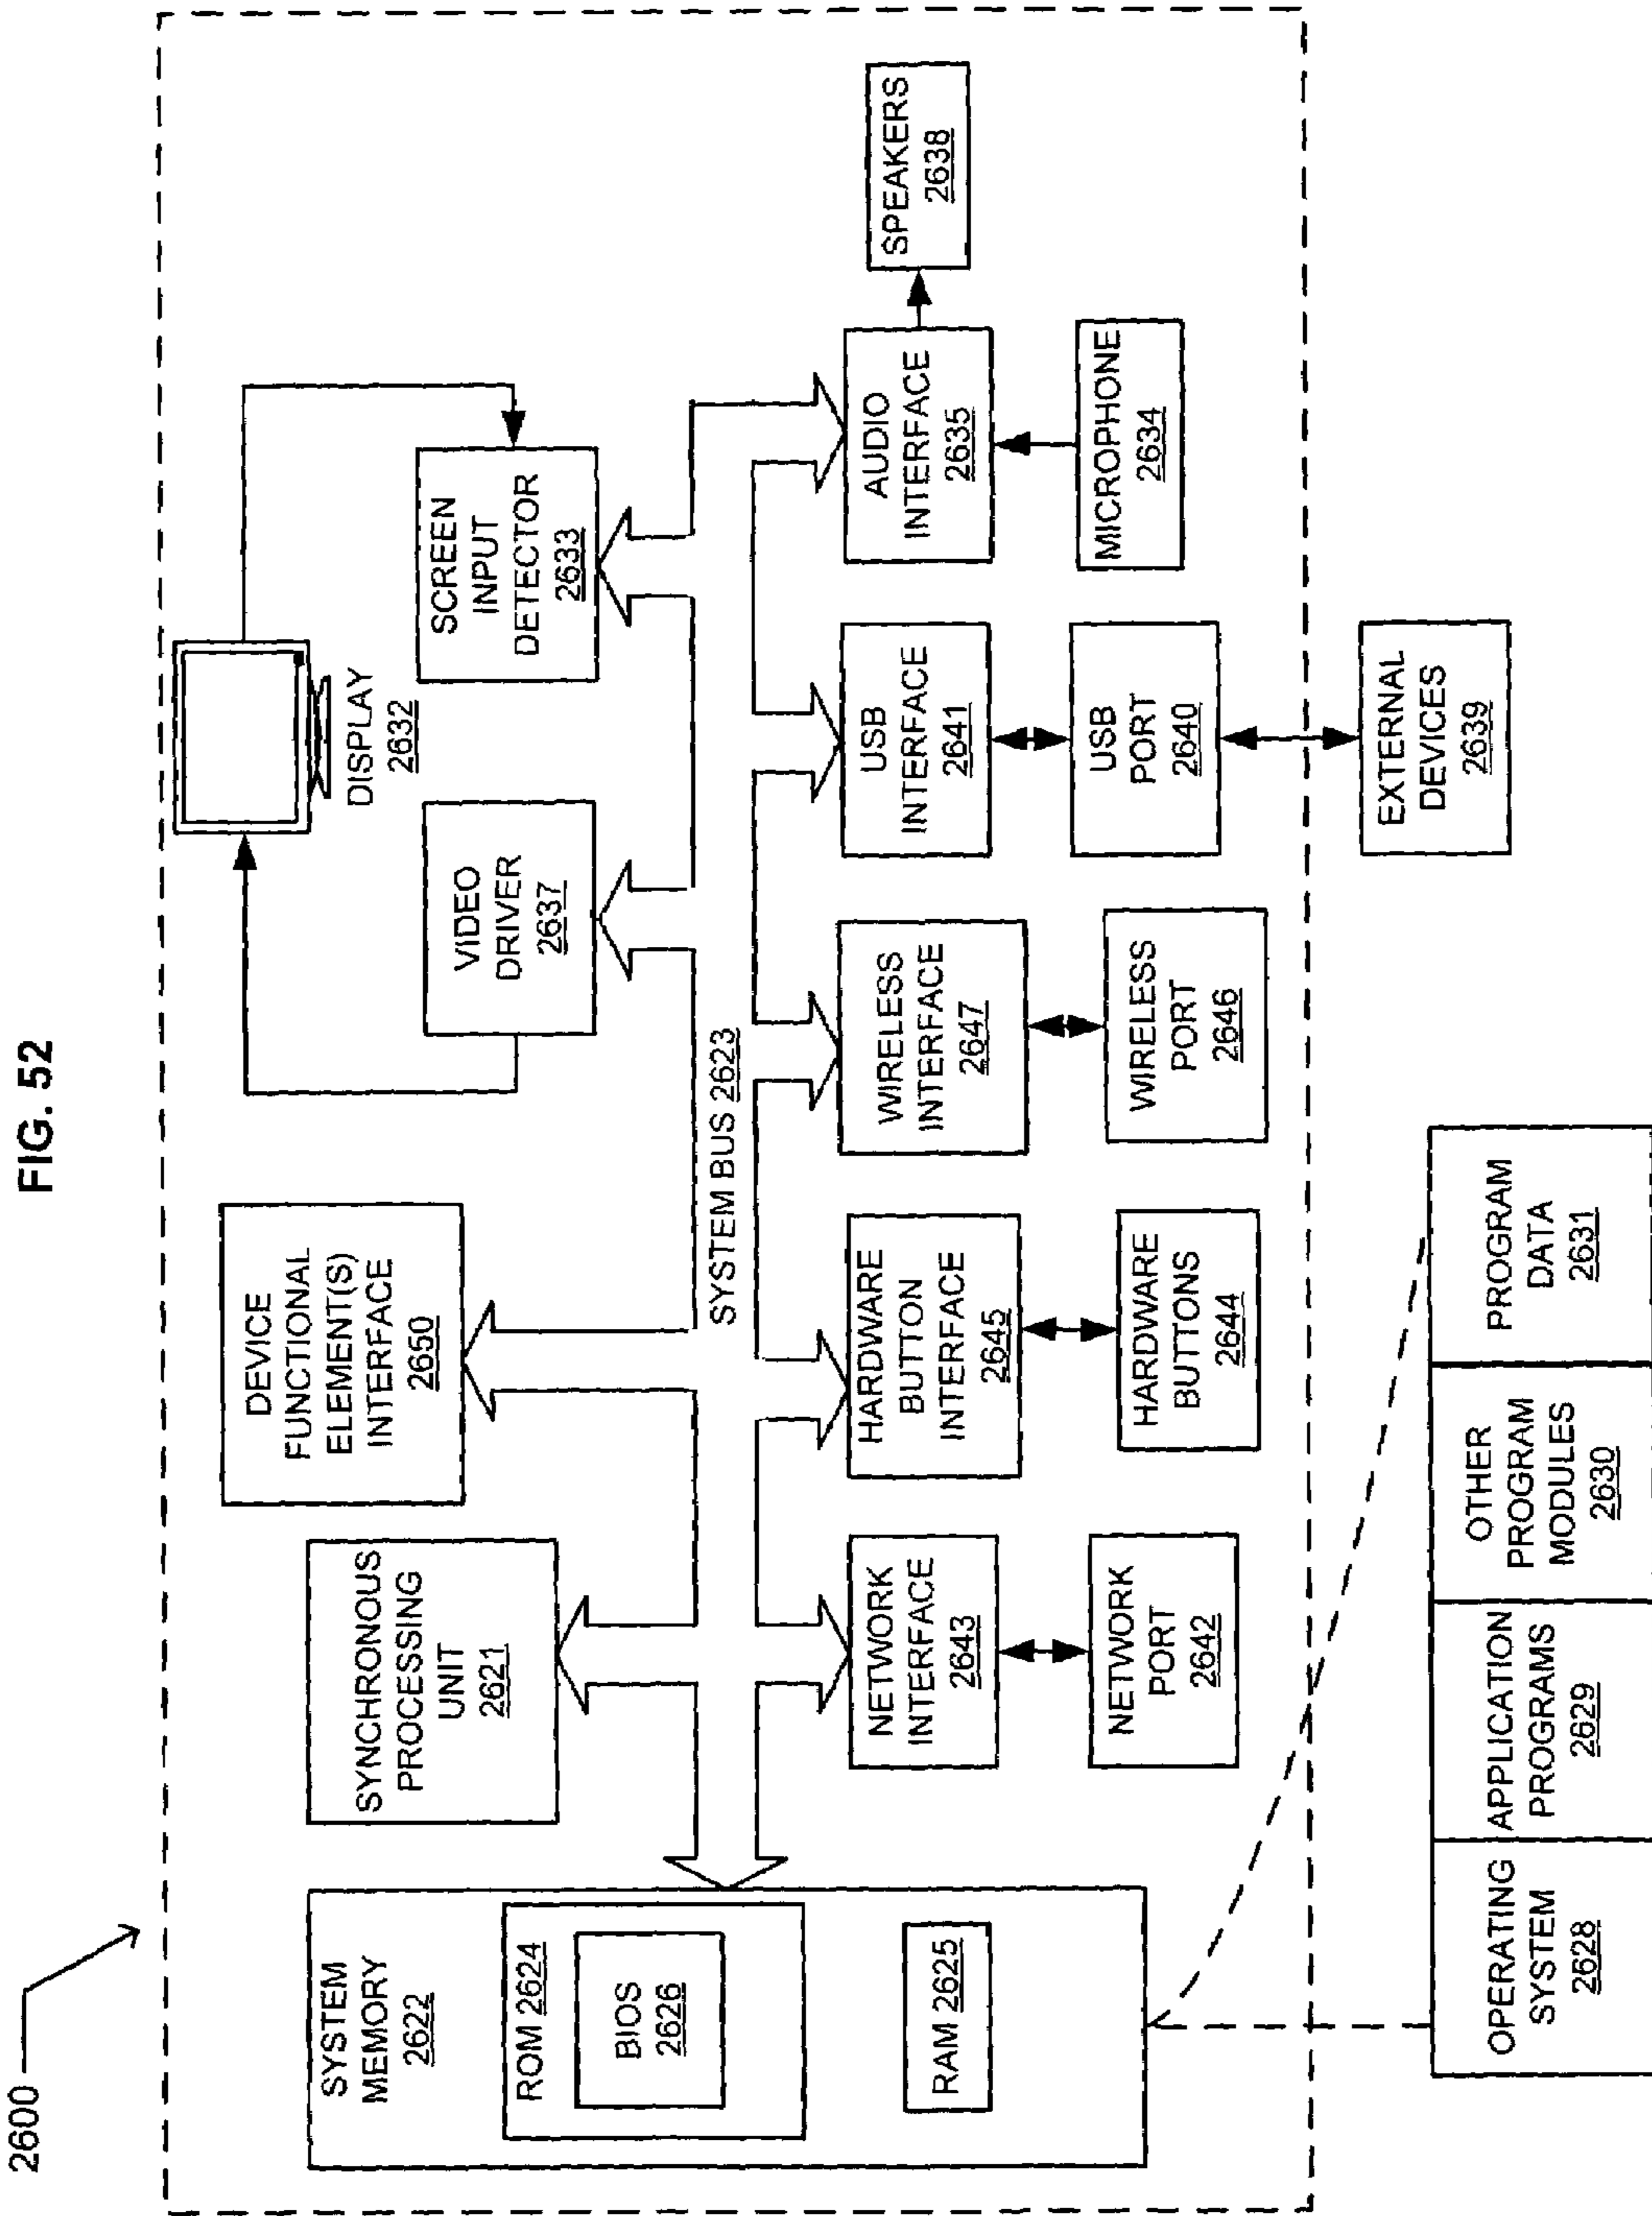 FIG. 52
2600
SYSTEM
MEMORY
2622
ROM 2624
BIOS
2626
RAM 2625
SYNCHRONOUS
PROCESSING
UNIT
2621
DEVICE
FUNCTIONAL
ELEMENT(S)
INTERFACE
2650
VIDEO
DRIVER
2637
DISPLAY
2632
SCREEN
INPUT
DETECTOR
2633
SYSTEM BUS 2623
NETWORK
INTERFACE
2643
HARDWARE
BUTTON
INTERFACE
2645
WIRELESS
INTERFACE
2647
USB
INTERFACE
2641
AUDIO
INTERFACE
2635
SPEAKERS
2638
NETWORK
PORT
2642
HARDWARE
BUTTONS
2644
WIRELESS
PORT
2646
USB
PORT
2640
MICROPHONE
2634
EXTERNAL
DEVICES
2639
OPERATING
SYSTEM
2628
APPLICATION
PROGRAMS
2629
OTHER
PROGRAM
MODULES
2630
PROGRAM
DATA
2631